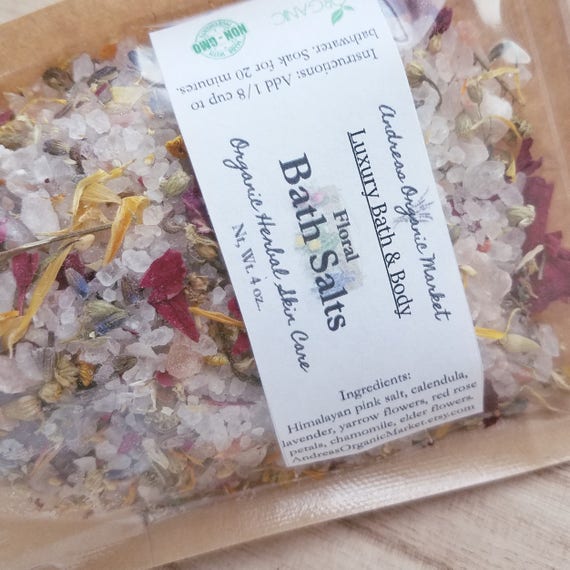 Andreas Organic Market
Luxury Bath & Body
Floral
Bath Salts
Organic Herbal Skin Care
Nt. Wt. 4 oz.
Ingredients:
Himalayan pink salt, calendula,
lavender, yarrow flowers, red rose
petals, chamomile, elder flowers.
AndreasOrganicMarket.etsy.com
Instructions: Add 1/8 cup to
bathwater. Soak for 20 minutes.
ORGANIC
NON - GMO